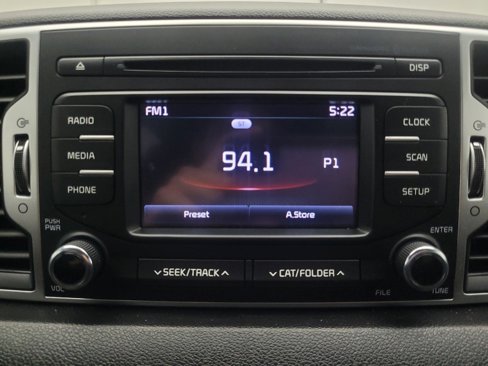 DISP
FM1 5:22
ST
RADIO CLOCK
94.1 P1
MEDIA SCAN
PHONE SETUP
Preset A.Store
PUSH
PWR ENTER
SEEK/TRACK CAT/FOLDER
VOL FILE TUNE